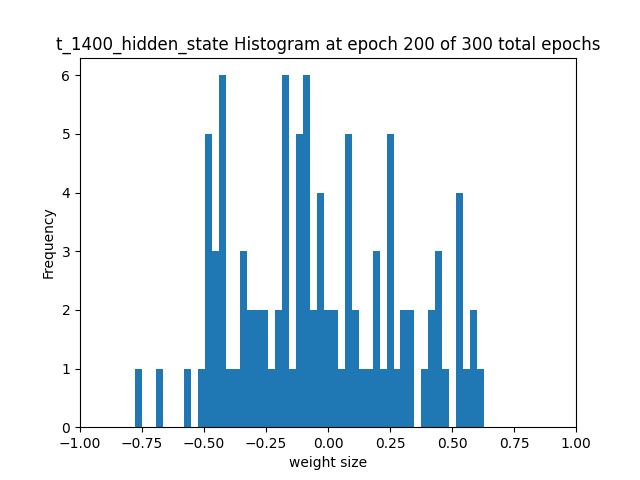 t_1400_hidden_state Histogram at epoch 200 of 300 total epochs
Frequency
6
5
4
3
2
1
0
−1.00 −0.75 −0.50 −0.25 0.00 0.25 0.50 0.75 1.00
weight size